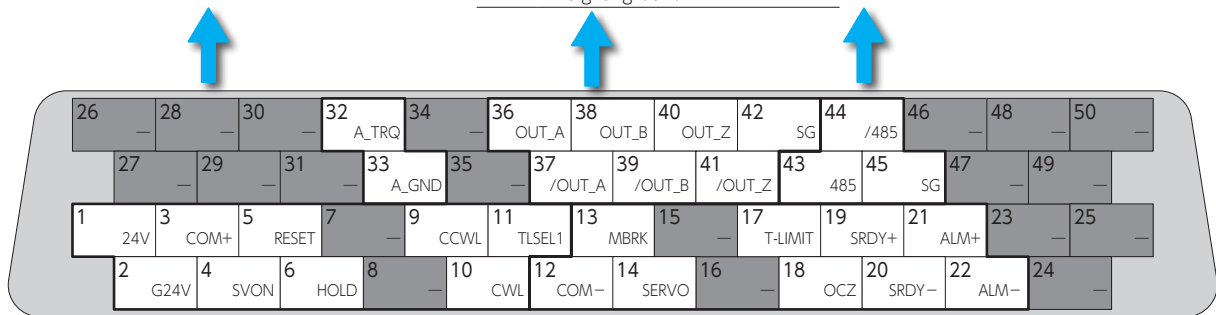 26 — 28 — 30 — 32 A_TRQ 34 — 36 OUT_A 38 OUT_B 40 OUT_Z 42 SG 44 /485 46 — 48 — 50 —
27 — 29 — 31 — 33 A_GND 35 — 37 /OUT_A 39 /OUT_B 41 /OUT_Z 43 485 45 SG 47 — 49 —
1 24V 3 COM+ 5 RESET 7 — 9 CCWL 11 TLSEL1 13 MBRK 15 — 17 T-LIMIT 19 SRDY+ 21 ALM+ 23 — 25 —
2 G24V 4 SVON 6 HOLD 8 — 10 CWL 12 COM− 14 SERVO 16 — 18 OCZ 20 SRDY− 22 ALM− 24 —